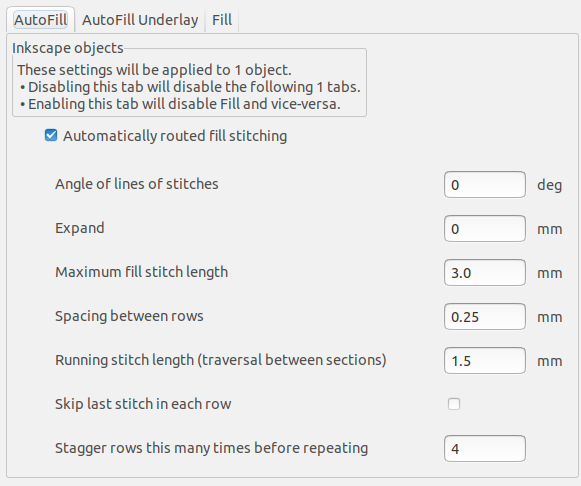 AutoFill AutoFill Underlay Fill
Inkscape objects
These settings will be applied to 1 object.
• Disabling this tab will disable the following 1 tabs.
• Enabling this tab will disable Fill and vice-versa.
Automatically routed fill stitching
Angle of lines of stitches 0 deg
Expand 0 mm
Maximum fill stitch length 3.0 mm
Spacing between rows 0.25 mm
Running stitch length (traversal between sections) 1.5 mm
Skip last stitch in each row
Stagger rows this many times before repeating 4